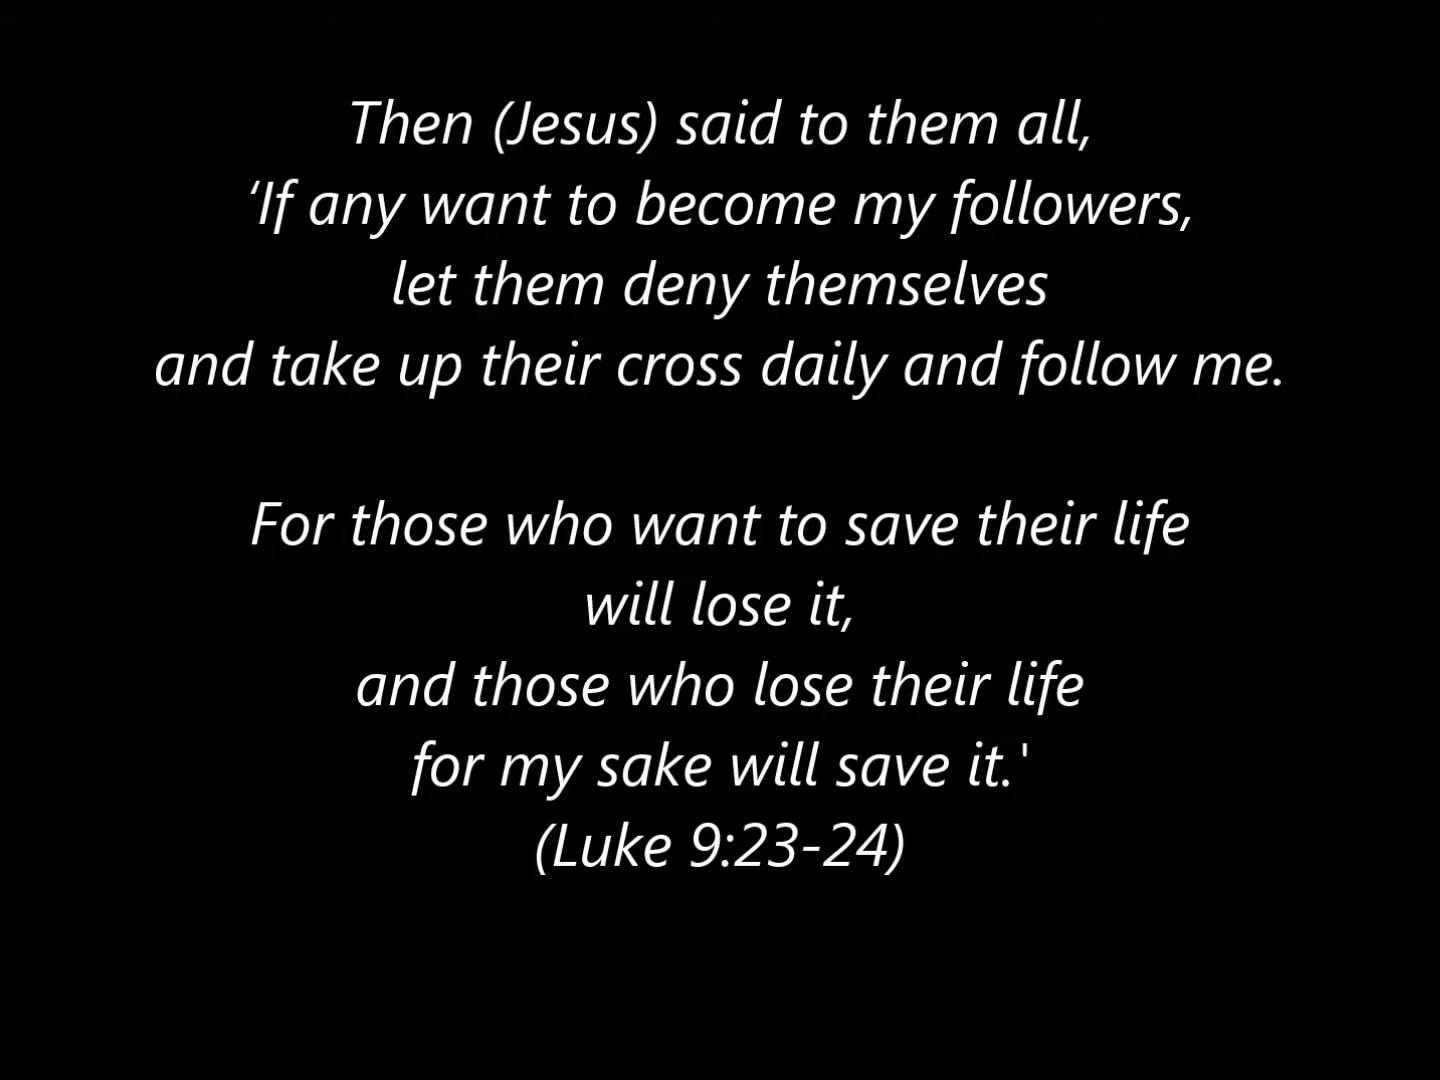 Then (Jesus) said to them all,
‘If any want to become my followers,
let them deny themselves
and take up their cross daily and follow me.
For those who want to save their life
will lose it,
and those who lose their life
for my sake will save it.'
(Luke 9:23-24)